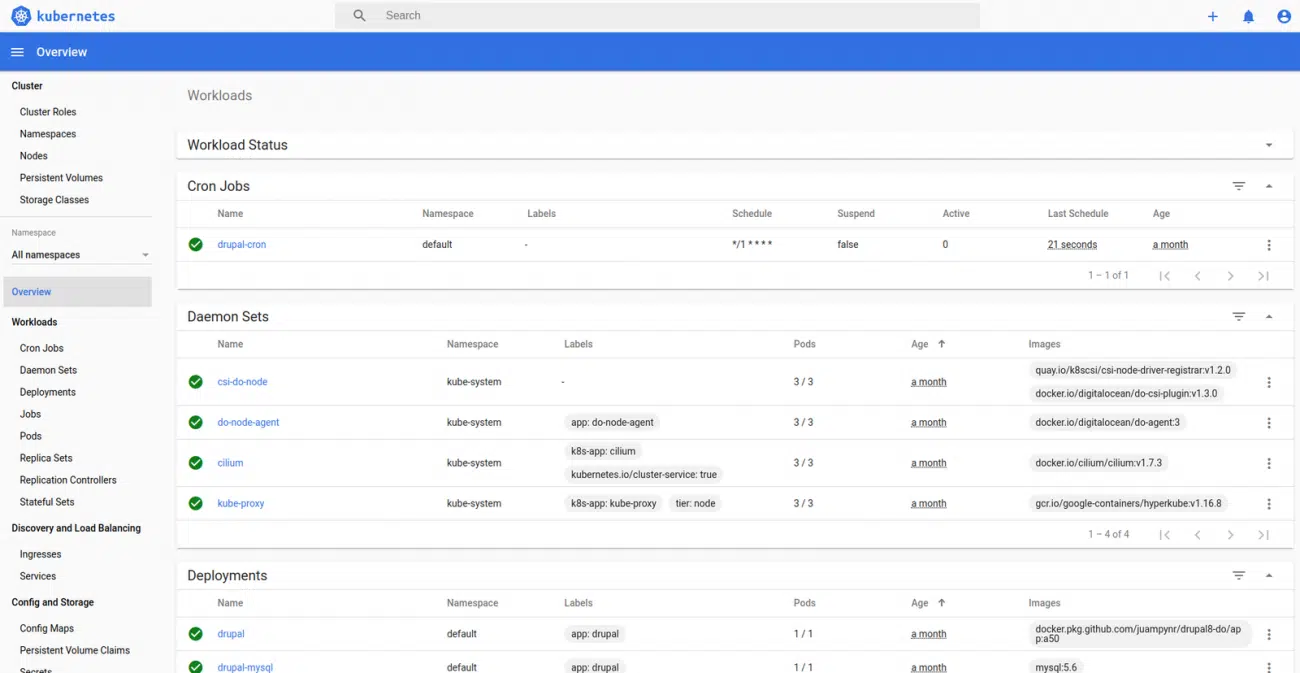 kubernetes
Search
Overview
Cluster
Cluster Roles
Namespaces
Nodes
Persistent Volumes
Storage Classes
Namespace
All namespaces
Overview
Workloads
Cron Jobs
Daemon Sets
Deployments
Jobs
Pods
Replica Sets
Replication Controllers
Stateful Sets
Discovery and Load Balancing
Ingresses
Services
Config and Storage
Config Maps
Persistent Volume Claims
Secrets
Workloads
Workload Status
Cron Jobs
Name Namespace Labels Schedule Suspend Active Last Schedule Age
drupal-cron default - */1 * * * * false 0 21 seconds a month
1 – 1 of 1
Daemon Sets
Name Namespace Labels Pods Age Images
csi-do-node kube-system - 3 / 3 a month quay.io/k8scsi/csi-node-driver-registrar:v1.2.0
docker.io/digitalocean/do-csi-plugin:v1.3.0
do-node-agent kube-system app: do-node-agent 3 / 3 a month docker.io/digitalocean/do-agent:3
cilium kube-system k8s-app: cilium 3 / 3 a month docker.io/cilium/cilium:v1.7.3
kubernetes.io/cluster-service: true
kube-proxy kube-system k8s-app: kube-proxy tier: node 3 / 3 a month gcr.io/google-containers/hyperkube:v1.16.8
1 – 4 of 4
Deployments
Name Namespace Labels Pods Age Images
drupal default app: drupal 1 / 1 a month docker.pkg.github.com/juampynr/drupal8-do/ap
p:a50
drupal-mysql default app: drupal 1 / 1 a month mysql:5.6